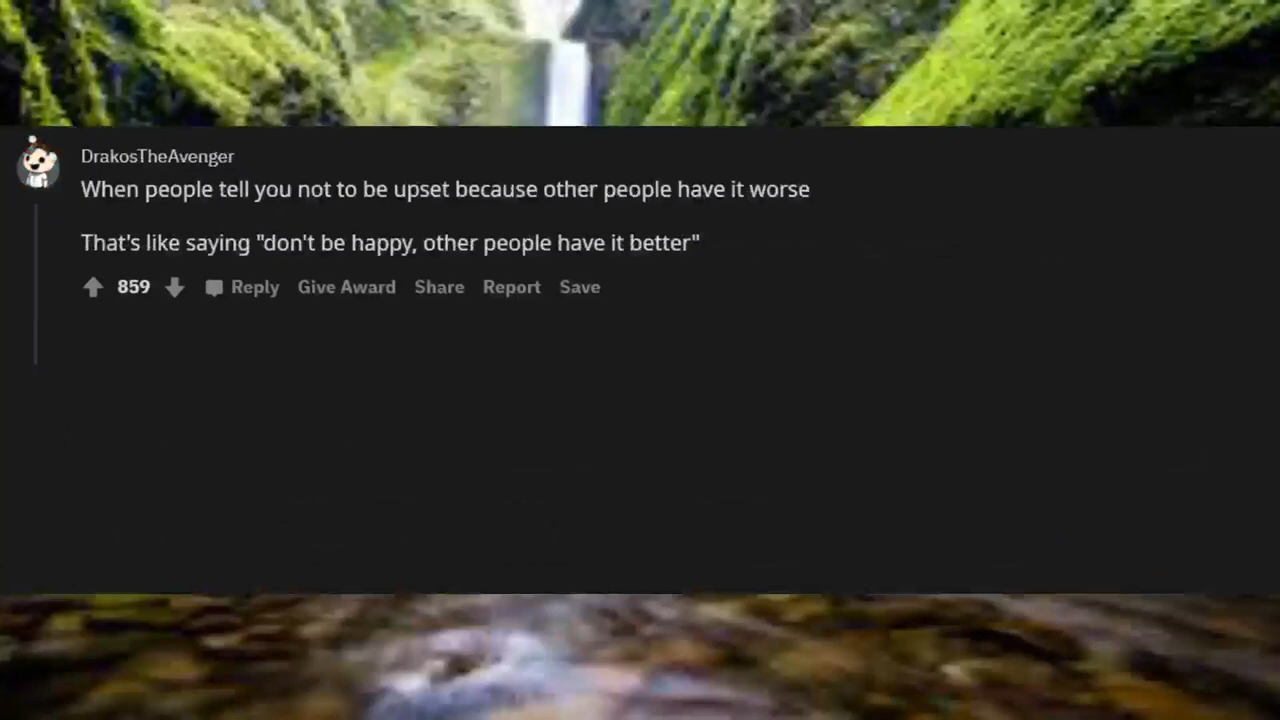 DrakosTheAvenger
When people tell you not to be upset because other people have it worse
That's like saying "don't be happy, other people have it better"
859 Reply Give Award Share Report Save